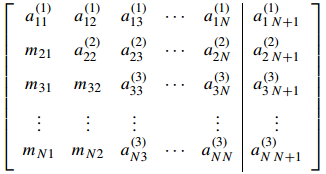 a_{11}^{(1)} a_{12}^{(1)} a_{13}^{(1)} ⋯ a_{1N}^{(1)} | a_{1 N+1}^{(1)}
m_{21} a_{22}^{(2)} a_{23}^{(2)} ⋯ a_{2N}^{(2)} | a_{2 N+1}^{(2)}
m_{31} m_{32} a_{33}^{(3)} ⋯ a_{3N}^{(3)} | a_{3 N+1}^{(3)}
⋮ ⋮ ⋮ ⋮ | ⋮
m_{N1} m_{N2} a_{N3}^{(3)} ⋯ a_{NN}^{(3)} | a_{N N+1}^{(3)}